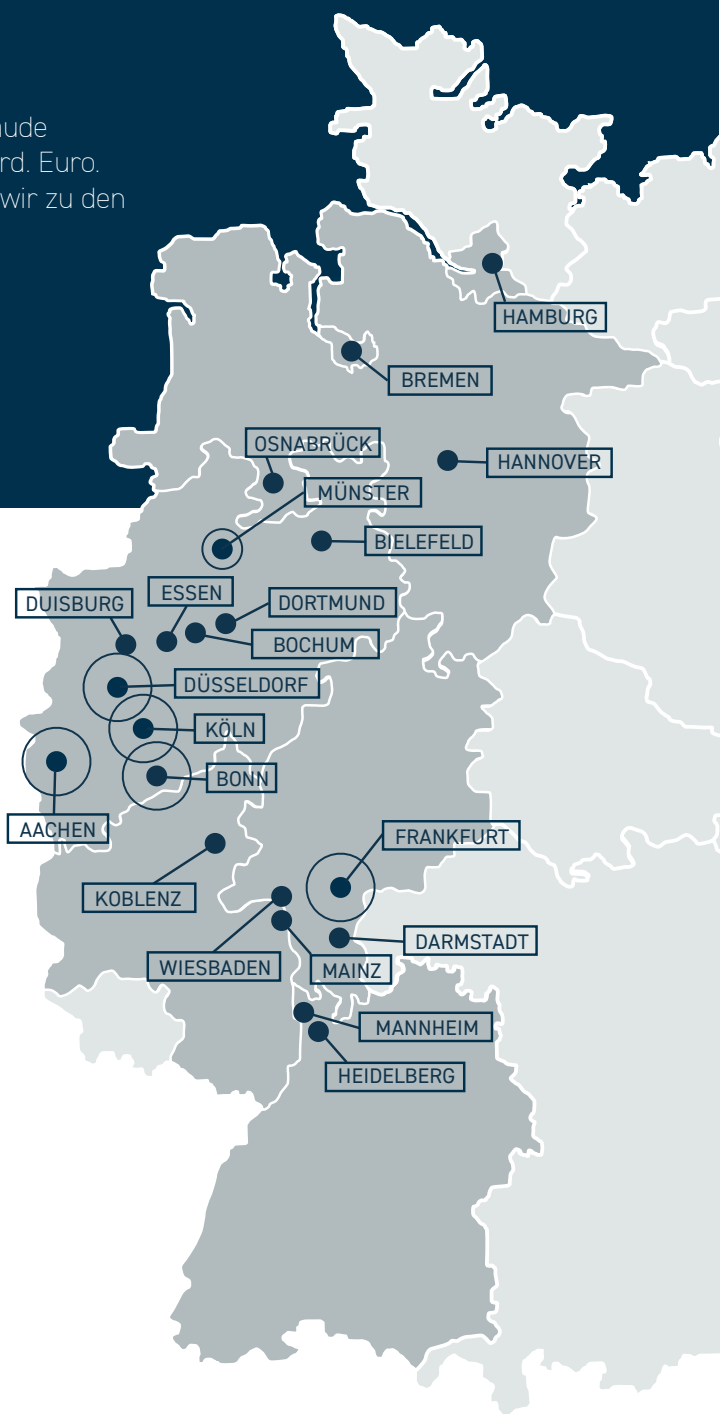 rd. Euro.
wir zu den
HAMBURG
BREMEN
OSNABRÜCK
HANNOVER
MÜNSTER
BIELEFELD
ESSEN
DUISBURG
DORTMUND
BOCHUM
DÜSSELDORF
KÖLN
BONN
AACHEN
FRANKFURT
KOBLENZ
DARMSTADT
WIESBADEN
MAINZ
MANNHEIM
HEIDELBERG